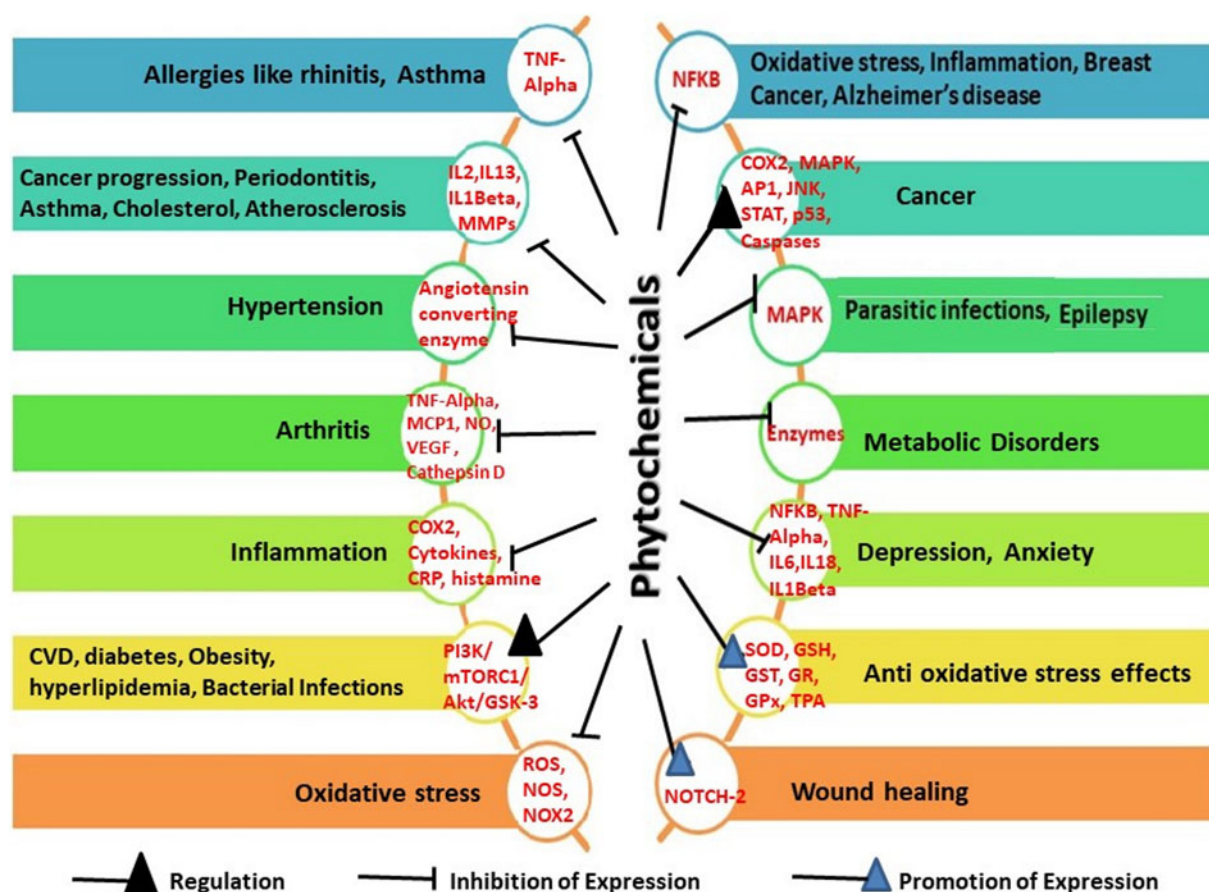 Allergies like rhinitis, Asthma
TNF-
Alpha
NFKB
Oxidative stress, Inflammation, Breast
Cancer, Alzheimer's disease
Cancer progression, Periodontitis,
Asthma, Cholesterol, Atherosclerosis
IL2,IL13,
IL1Beta,
MMPs
COX2, MAPK,
AP1, JNK,
STAT, p53,
Caspases
Cancer
Hypertension
Angiotensin
converting
enzyme
MAPK
Parasitic infections, Epilepsy
Arthritis
TNF-Alpha,
MCP1, NO,
VEGF ,
Cathepsin D
Phytochemicals
Enzymes
Metabolic Disorders
Inflammation
COX2,
Cytokines,
CRP, histamine
NFKB, TNF-
Alpha,
IL6,IL18,
IL1Beta
Depression, Anxiety
CVD, diabetes, Obesity,
hyperlipidemia, Bacterial Infections
PI3K/
mTORC1/
Akt/GSK-3
SOD, GSH,
GST, GR,
GPx, TPA
Anti oxidative stress effects
Oxidative stress
ROS,
NOS,
NOX2
NOTCH-2
Wound healing
Regulation
Inhibition of Expression
Promotion of Expression